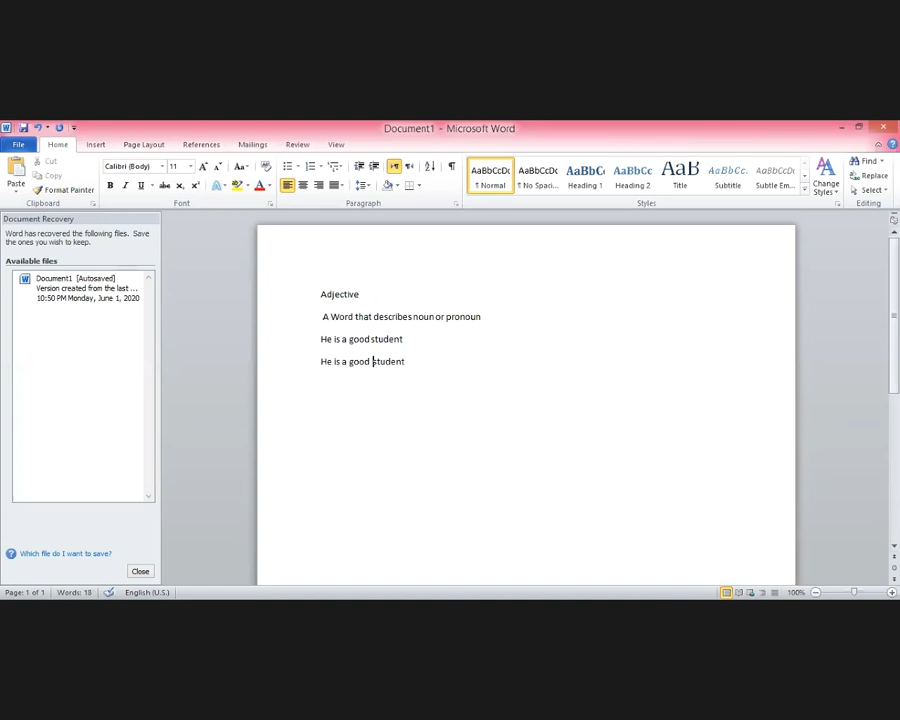 Document1 - Microsoft Word
File Home Insert Page Layout References Mailings Review View
Paste
Cut
Copy
Format Painter
Clipboard
Calibri (Body) 11
Font
Paragraph
AaBbCcDc AaBbCcDc AaBbC AaBbCc AaB AaBbCc. AaBbCcDc
¶ Normal ¶ No Spaci... Heading 1 Heading 2 Title Subtitle Subtle Em...
Change Styles
Styles
Find
Replace
Select
Editing
Document Recovery
Word has recovered the following files. Save
the ones you wish to keep.
Available files
Document1 [Autosaved]
Version created from the last ...
10:50 PM Monday, June 1, 2020
Which file do I want to save?
Close
Adjective
A Word that describes noun or pronoun
He is a good student
He is a good student
Page: 1 of 1 Words: 18 English (U.S.) 100%